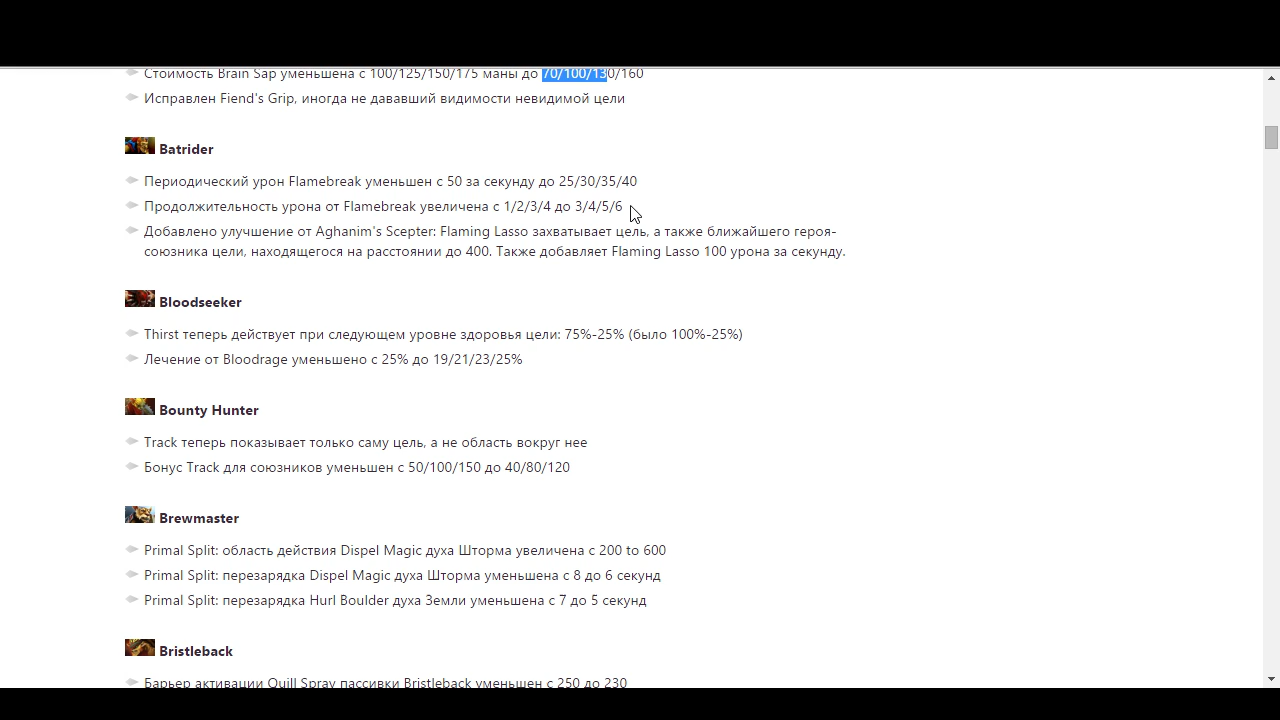 Стоимость Brain Sap уменьшена с 100/125/150/175 маны до 70/100/130/160
Исправлен Fiend's Grip, иногда не дававший видимости невидимой цели
Batrider
Периодический урон Flamebreak уменьшен с 50 за секунду до 25/30/35/40
Продолжительность урона от Flamebreak увеличена с 1/2/3/4 до 3/4/5/6
Добавлено улучшение от Aghanim's Scepter: Flaming Lasso захватывает цель, а также ближайшего героя-
союзника цели, находящегося на расстоянии до 400. Также добавляет Flaming Lasso 100 урона за секунду.
Bloodseeker
Thirst теперь действует при следующем уровне здоровья цели: 75%-25% (было 100%-25%)
Лечение от Bloodrage уменьшено с 25% до 19/21/23/25%
Bounty Hunter
Track теперь показывает только саму цель, а не область вокруг нее
Бонус Track для союзников уменьшен с 50/100/150 до 40/80/120
Brewmaster
Primal Split: область действия Dispel Magic духа Шторма увеличена с 200 to 600
Primal Split: перезарядка Dispel Magic духа Шторма уменьшена с 8 до 6 секунд
Primal Split: перезарядка Hurl Boulder духа Земли уменьшена с 7 до 5 секунд
Bristleback
Барьер активации Quill Spray пассивки Bristleback уменьшен с 250 до 230